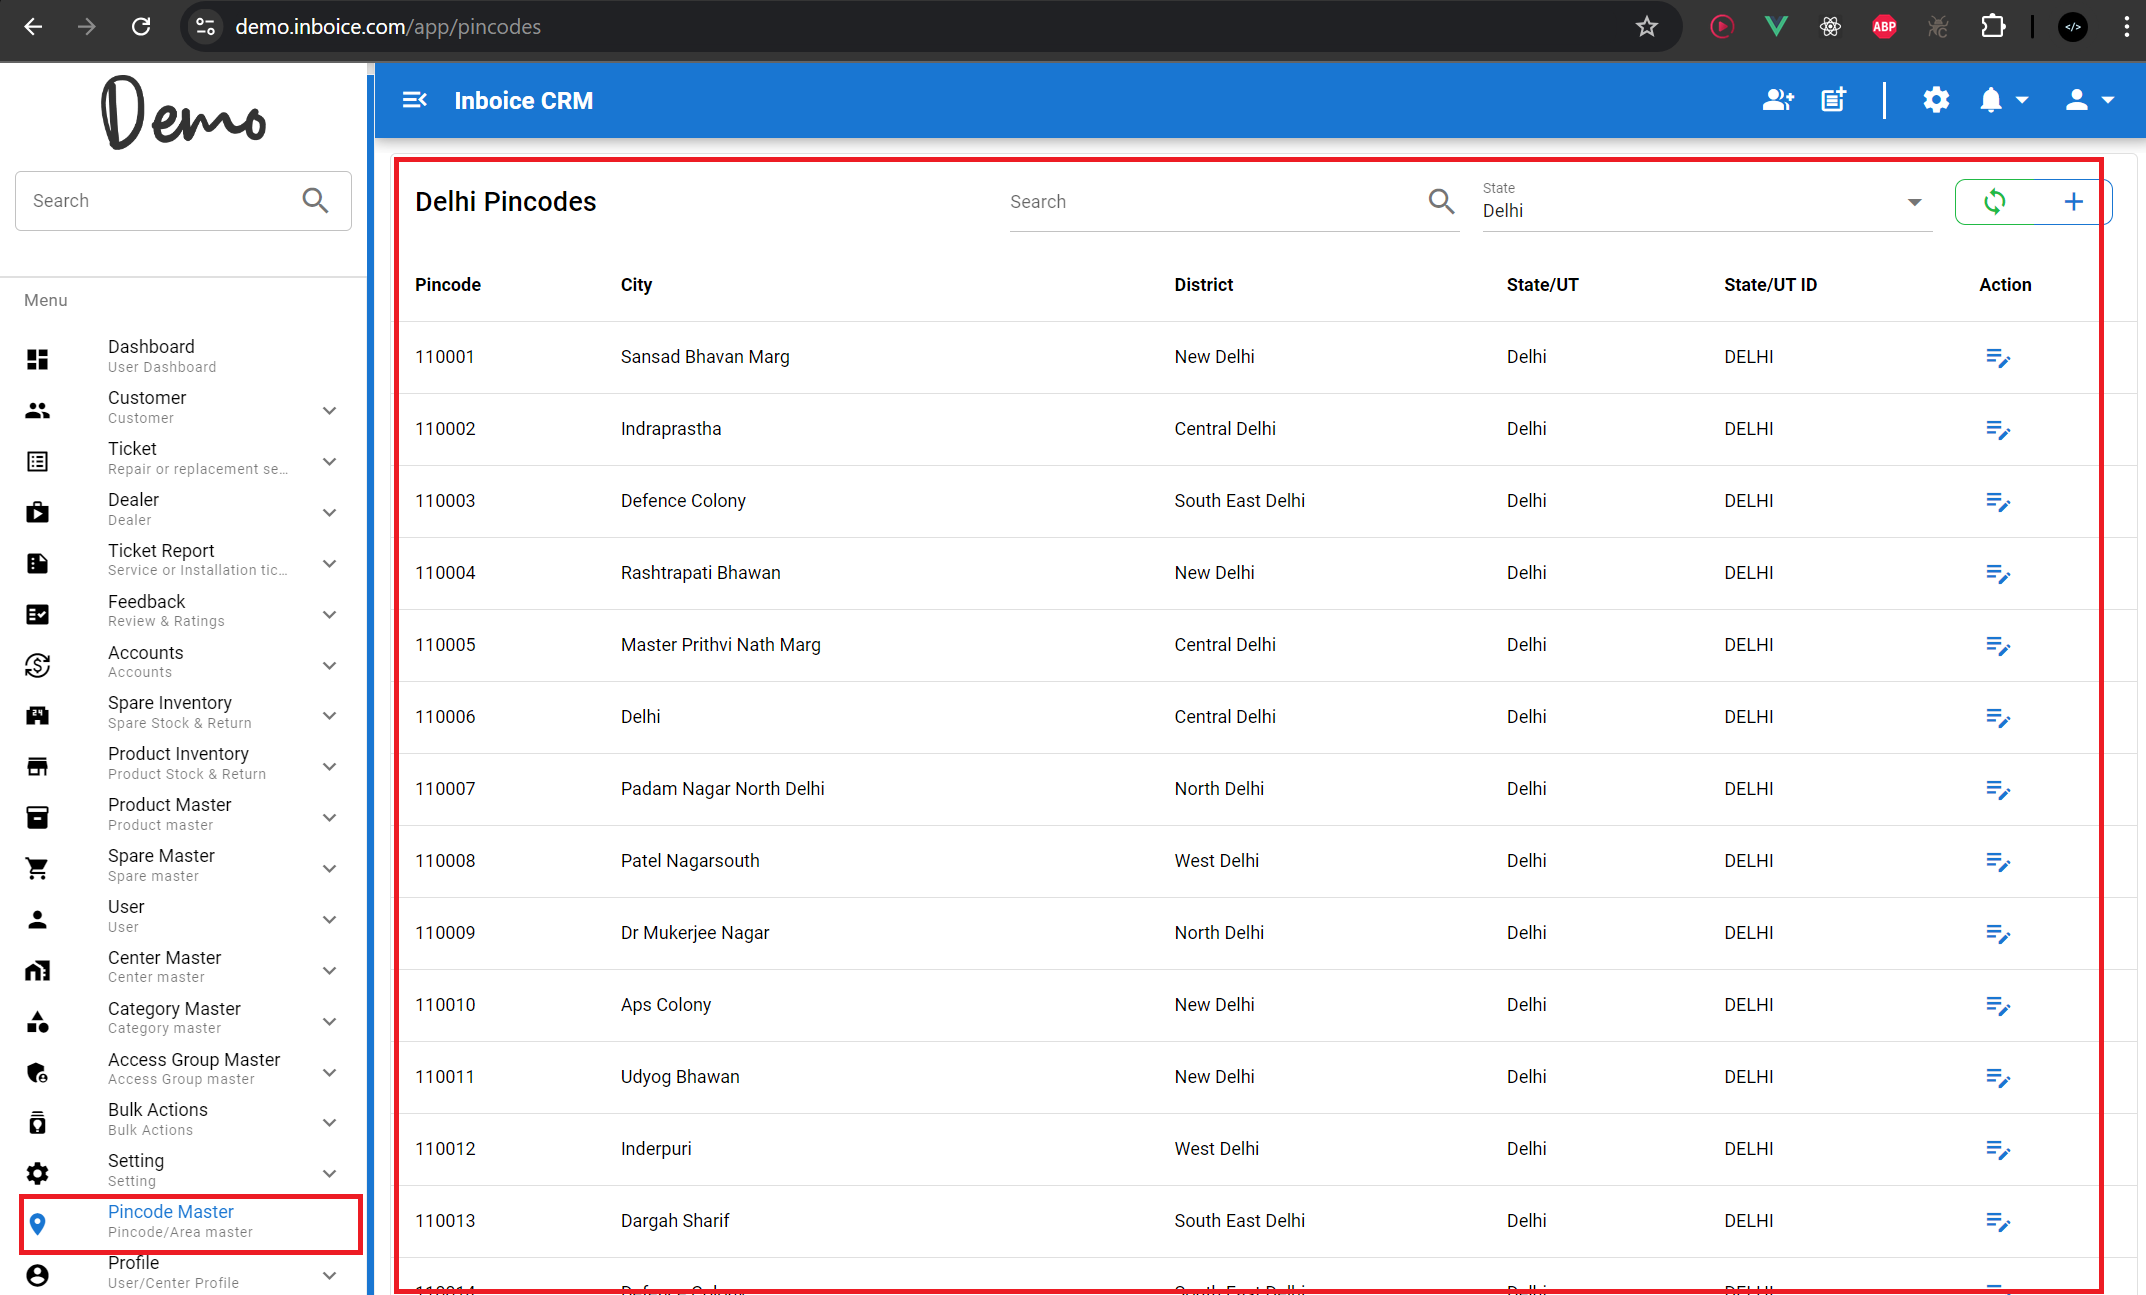 demo.inboice.com/app/pincodes
ABP
Demo
Search
Menu
Dashboard
User Dashboard
Customer
Customer
Ticket
Repair or replacement se...
Dealer
Dealer
Ticket Report
Service or Installation tic...
Feedback
Review & Ratings
Accounts
Accounts
Spare Inventory
Spare Stock & Return
Product Inventory
Product Stock & Return
Product Master
Product master
Spare Master
Spare master
User
User
Center Master
Center master
Category Master
Category master
Access Group Master
Access Group master
Bulk Actions
Bulk Actions
Setting
Setting
Pincode Master
Pincode/Area master
Profile
User/Center Profile
Inboice CRM
Delhi Pincodes
Search
State
Delhi
Pincode City District State/UT State/UT ID Action
110001 Sansad Bhavan Marg New Delhi Delhi DELHI
110002 Indraprastha Central Delhi Delhi DELHI
110003 Defence Colony South East Delhi Delhi DELHI
110004 Rashtrapati Bhawan New Delhi Delhi DELHI
110005 Master Prithvi Nath Marg Central Delhi Delhi DELHI
110006 Delhi Central Delhi Delhi DELHI
110007 Padam Nagar North Delhi North Delhi Delhi DELHI
110008 Patel Nagarsouth West Delhi Delhi DELHI
110009 Dr Mukerjee Nagar North Delhi Delhi DELHI
110010 Aps Colony New Delhi Delhi DELHI
110011 Udyog Bhawan New Delhi Delhi DELHI
110012 Inderpuri West Delhi Delhi DELHI
110013 Dargah Sharif South East Delhi Delhi DELHI
110014 Defence Colony South East Delhi Delhi DELHI